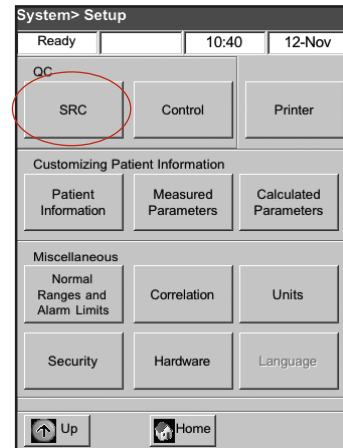 System> Setup
Ready 10:40 12-Nov
QC
SRC Control Printer
Customizing Patient Information
Patient Information Measured Parameters Calculated Parameters
Miscellaneous
Normal Ranges and Alarm Limits Correlation Units
Security Hardware Language
Up Home